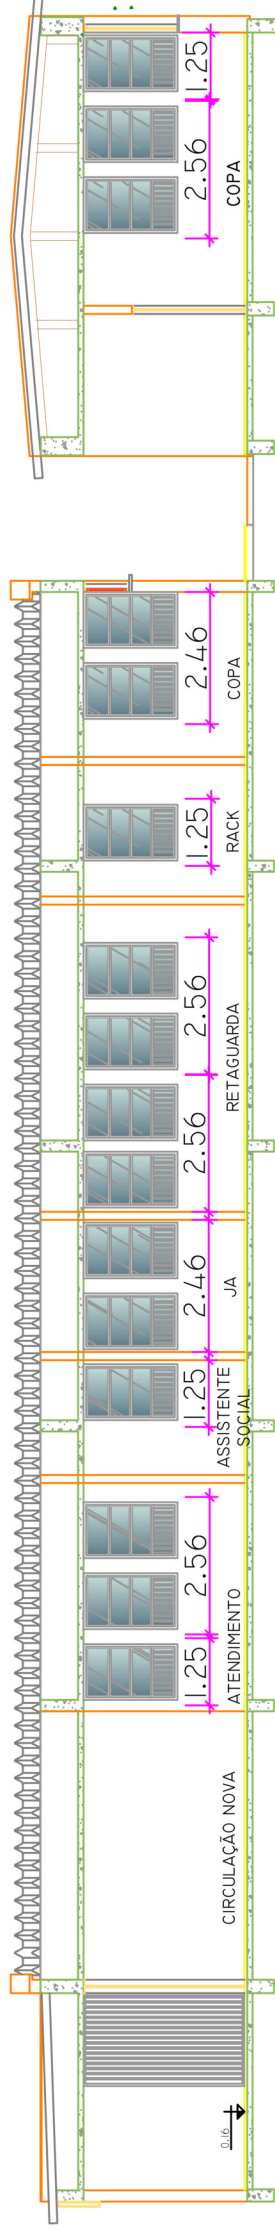 0.16
CIRCULAÇÃO NOVA
1.25
2.56
ATENDIMENTO
1.25
ASSISTENTE
SOCIAL
2.46
JA
2.56
2.56
RETAGUARDA
1.25
RACK
2.46
COPA
2.56
1.25
COPA